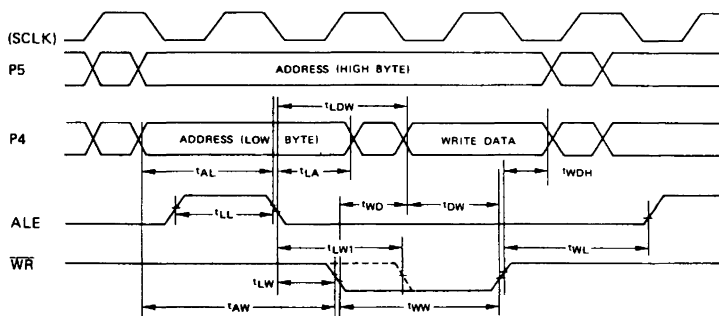 (SCLK)
P5
ADDRESS (HIGH BYTE)
tLDW
P4
ADDRESS (LOW BYTE)
WRITE DATA
tAL
tLA
tWDH
tWD
tDW
ALE
tLL
tLW1
tWL
WR
tLW
tAW
tWW